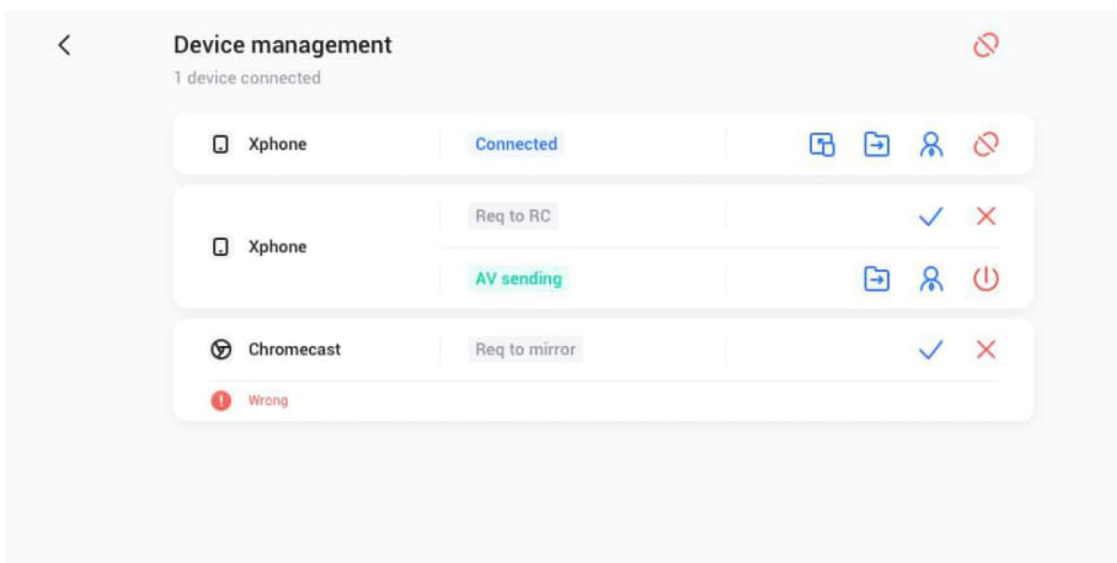 Device management
1 device connected
Xphone
Connected
Req to RC
Xphone
AV sending
Chromecast
Req to mirror
Wrong